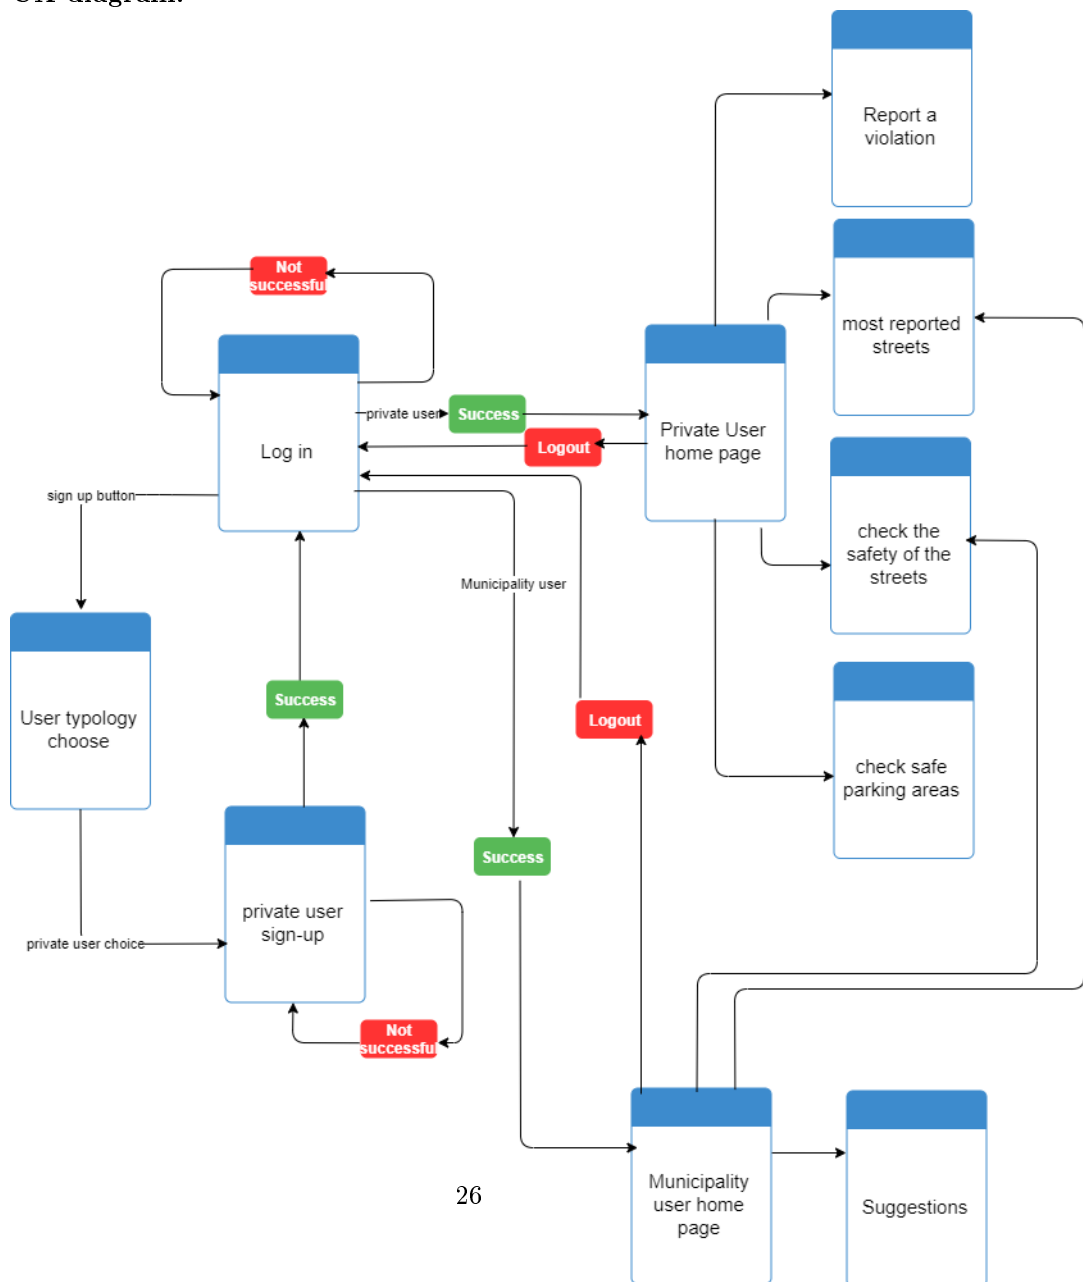 UX diagram:
Report a
violation
Not
successful
most reported
streets
private user
Success
Log in
Private User
home page
Logout
sign up button
check the
safety of the
streets
Municipality user
Success
User typology
choose
Logout
check safe
parking areas
Success
private user
sign-up
private user choice
Not
successful
Municipality
user home
page
Suggestions
26